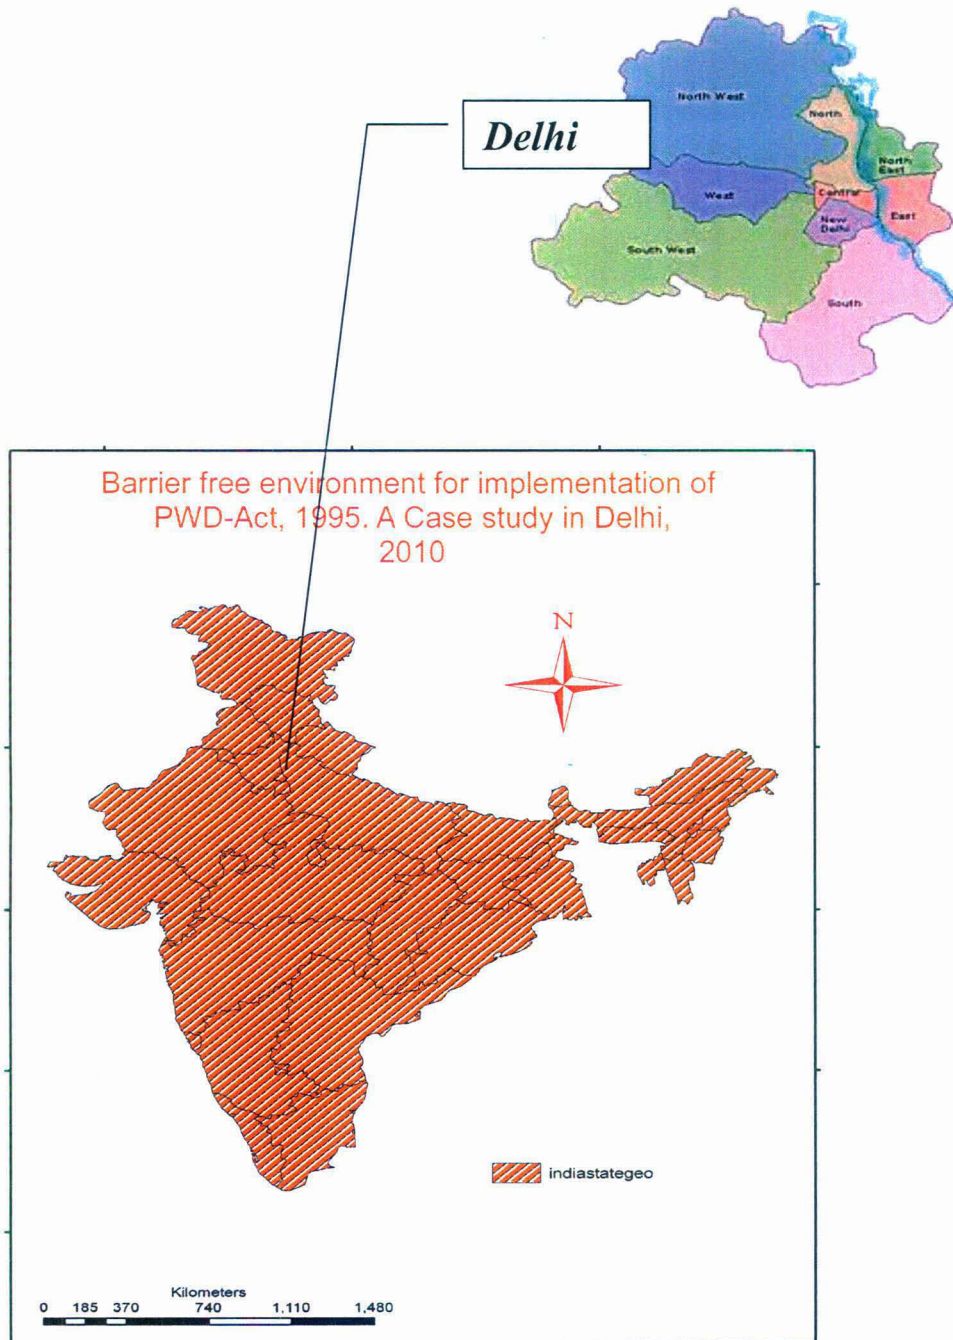 North West
Delhi
North
North
East
West
Central
New
Delhi
East
South West
South
Barrier free environment for implementation of
PWD-Act, 1995. A Case study in Delhi,
2010
N
indiastategeo
Kilometers
0 185 370 740 1,110 1,480